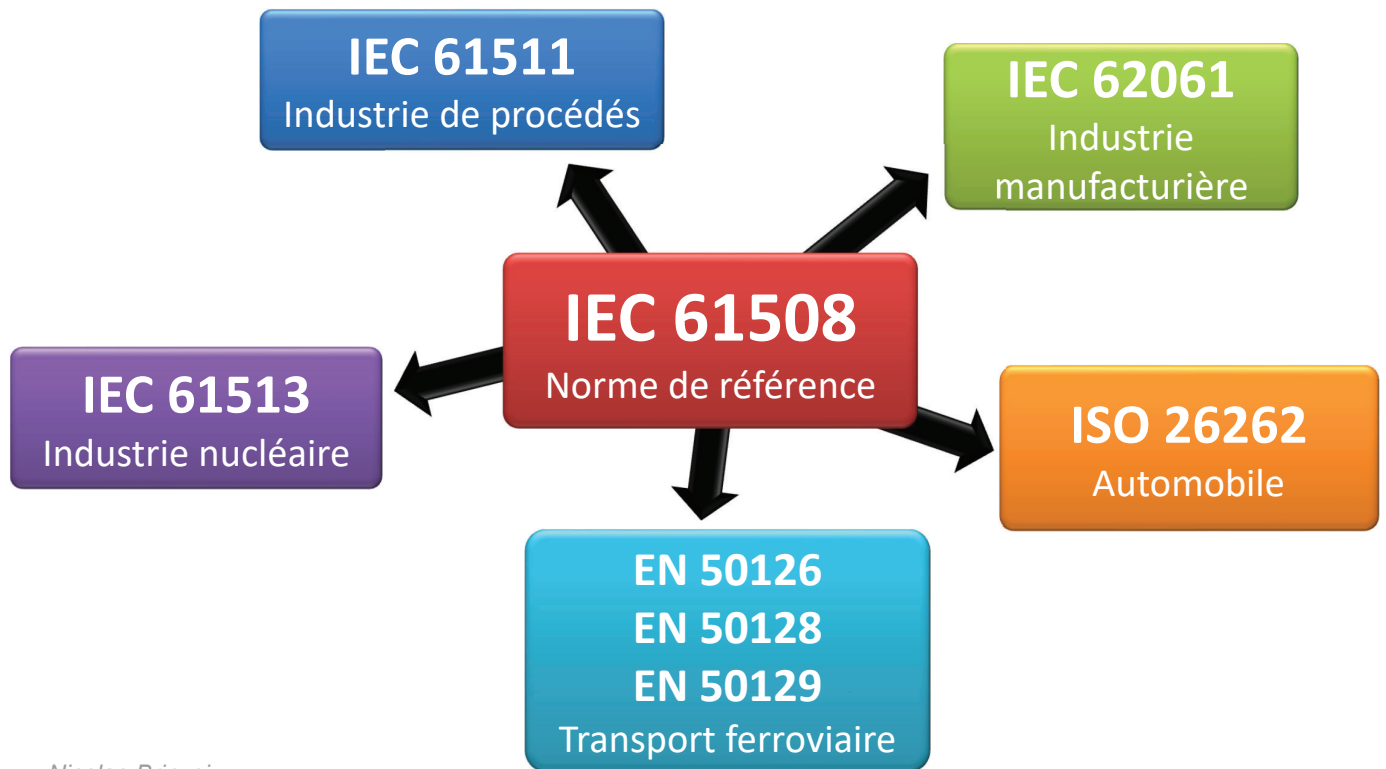 IEC 61511
Industrie de procédés
IEC 62061
Industrie
manufacturière
IEC 61508
Norme de référence
IEC 61513
Industrie nucléaire
ISO 26262
Automobile
EN 50126
EN 50128
EN 50129
Transport ferroviaire